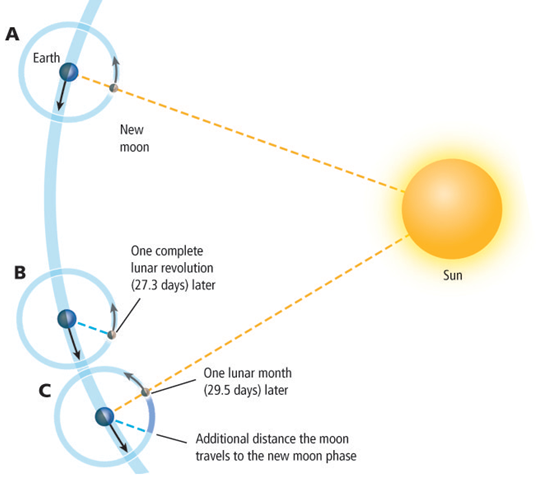 A
Earth
New
moon
Sun
B
One complete
lunar revolution
(27.3 days) later
C
One lunar month
(29.5 days) later
Additional distance the moon
travels to the new moon phase